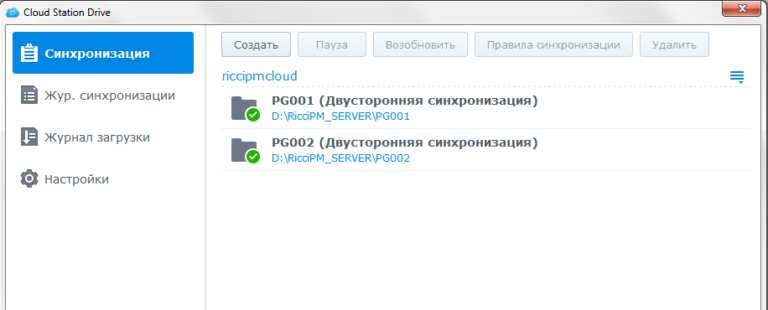 Cloud Station Drive
Синхронизация
Жур. синхронизации
Журнал загрузки
Настройки
Создать Пауза Возобновить Правила синхронизации Удалить
riccipmcloud
PG001 (Двусторонняя синхронизация)
D:\RicciPM_SERVER\PG001
PG002 (Двусторонняя синхронизация)
D:\RicciPM_SERVER\PG002